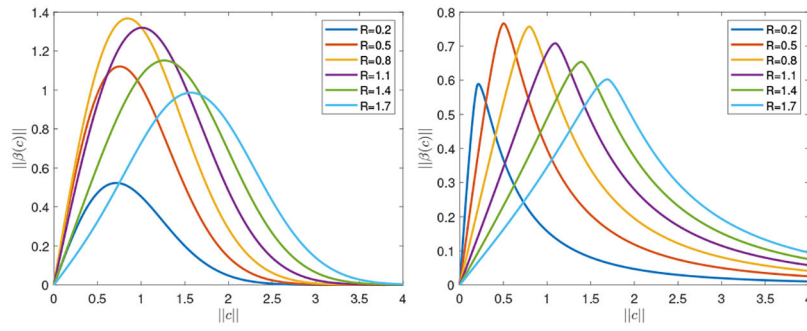 1.4
1.2
1
0.8
0.6
0.4
0.2
0
||β(c)||
0 0.5 1 1.5 2 2.5 3 3.5 4
||c||
R=0.2
R=0.5
R=0.8
R=1.1
R=1.4
R=1.7
0.8
0.7
0.6
0.5
0.4
0.3
0.2
0.1
0
||β(c)||
0 0.5 1 1.5 2 2.5 3 3.5 4
||c||
R=0.2
R=0.5
R=0.8
R=1.1
R=1.4
R=1.7